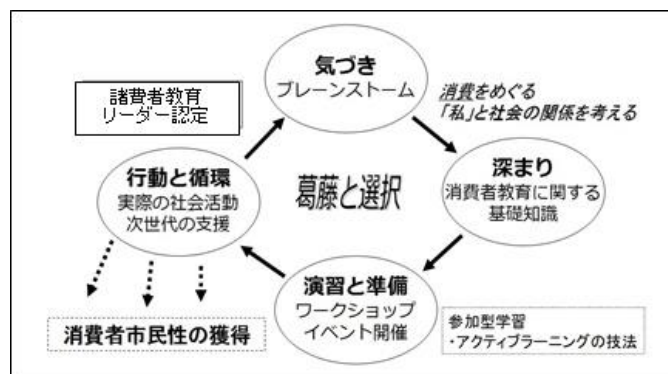 気づき
ブレーンストーム
諸費者教育
リーダー認定
消費をめぐる
「私」と社会の関係を考える
行動と循環
実際の社会活動
次世代の支援
葛藤と選択
深まり
消費者教育に関する
基礎知識
演習と準備
ワークショップ
イベント開催
消費者市民性の獲得
参加型学習
・アクティブラーニングの技法